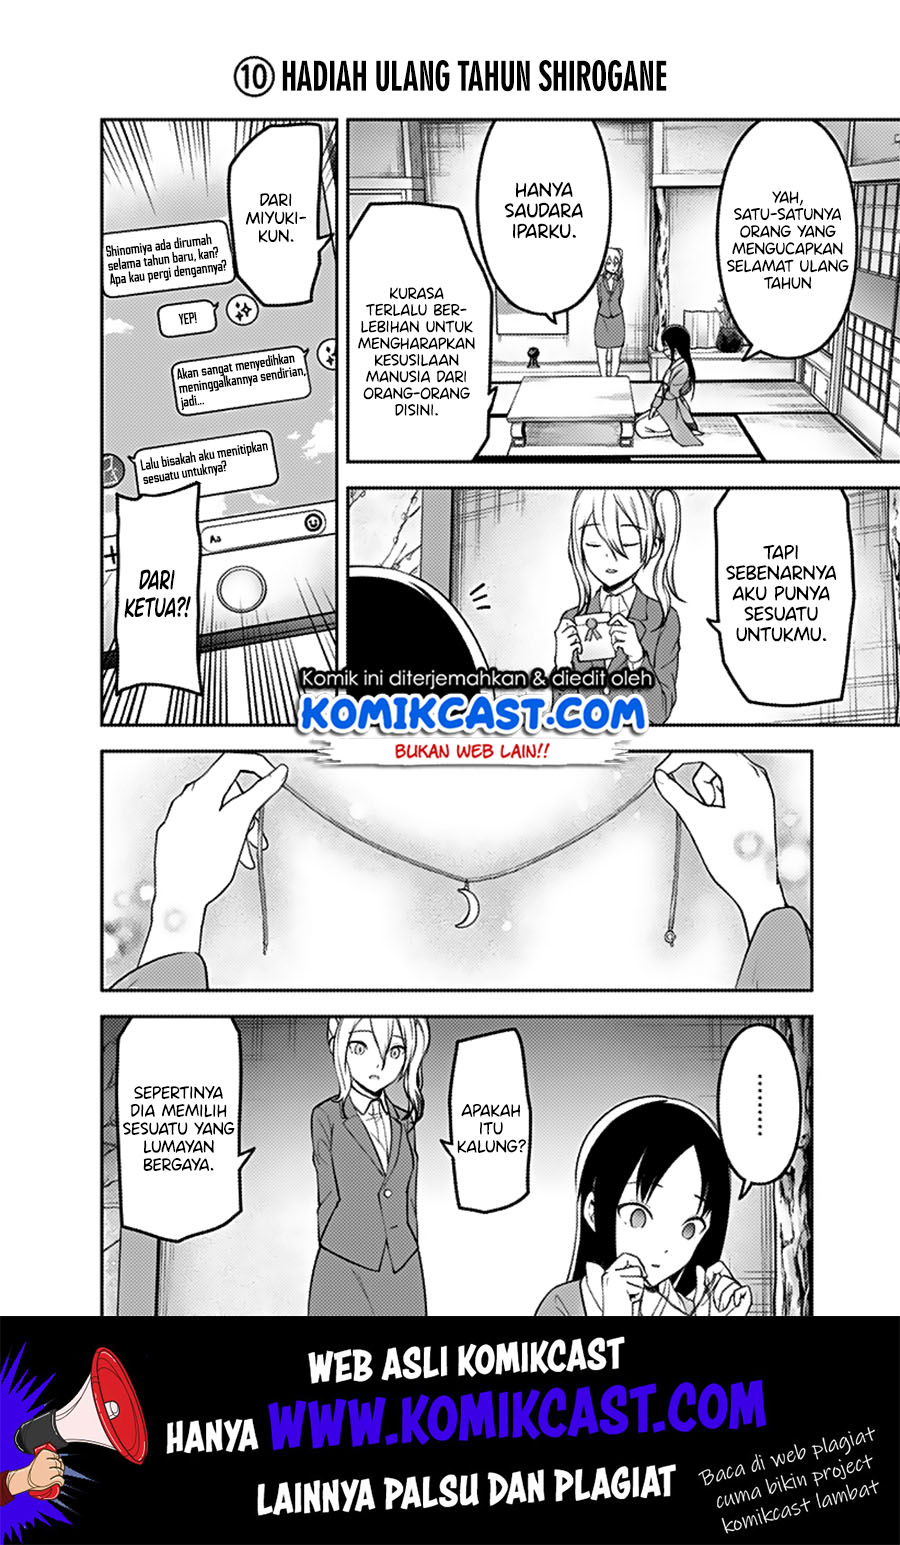 ⑩ HADIAH ULANG TAHUN SHIROGANE
YAH,
SATU-SATUNYA
ORANG YANG
MENGUCAPKAN
SELAMAT ULANG
TAHUN
HANYA
SAUDARA
IPARKU.
KURASA
TERLALU BER-
LEBIHAN UNTUK
MENGHARAPKAN
KESUSILAAN
MANUSIA DARI
ORANG-ORANG
DISINI.
TAPI
SEBENARNYA
AKU PUNYA
SESUATU
UNTUKMU.
DARI
MIYUKI-
KUN.
Shinomiya ada dirumah
selama tahun baru, kan?
Apa kau pergi dengannya?
YEP!
Akan sangat menyedihkan
meninggalkannya sendirian,
jadi...
Lalu bisakah aku menitipkan
sesuatu untuknya?
Aa
DARI
KETUA?!
Komik ini diterjemahkan & diedit oleh
KOMIKCAST.COM
BUKAN WEB LAIN!!
.........
APAKAH
ITU
KALUNG?
SEPERTINYA
DIA MEMILIH
SESUATU YANG
LUMAYAN
BERGAYA.
WEB ASLI KOMIKCAST
HANYA WWW.KOMIKCAST.COM
LAINNYA PALSU DAN PLAGIAT
Baca di web plagiat
cuma bikin project
komikcast lambat